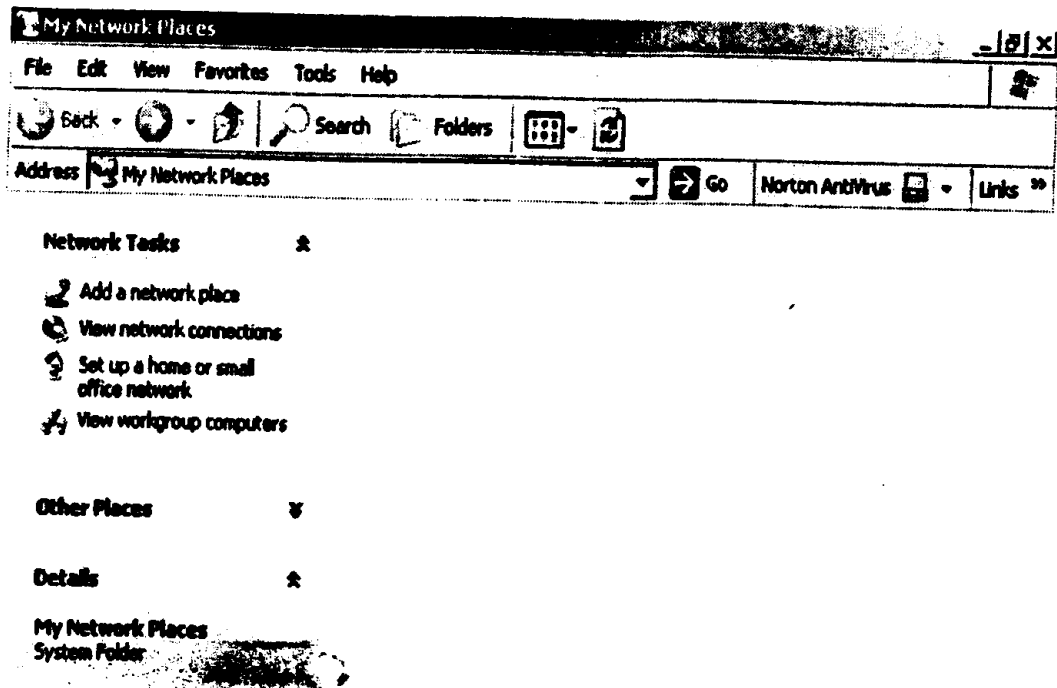 My Network Places
File Edit View Favorites Tools Help
Back Search Folders
Address My Network Places Go Norton AntiVirus Links »
Network Tasks
Add a network place
View network connections
Set up a home or small
office network
View workgroup computers
Other Places
Details
My Network Places
System Folder